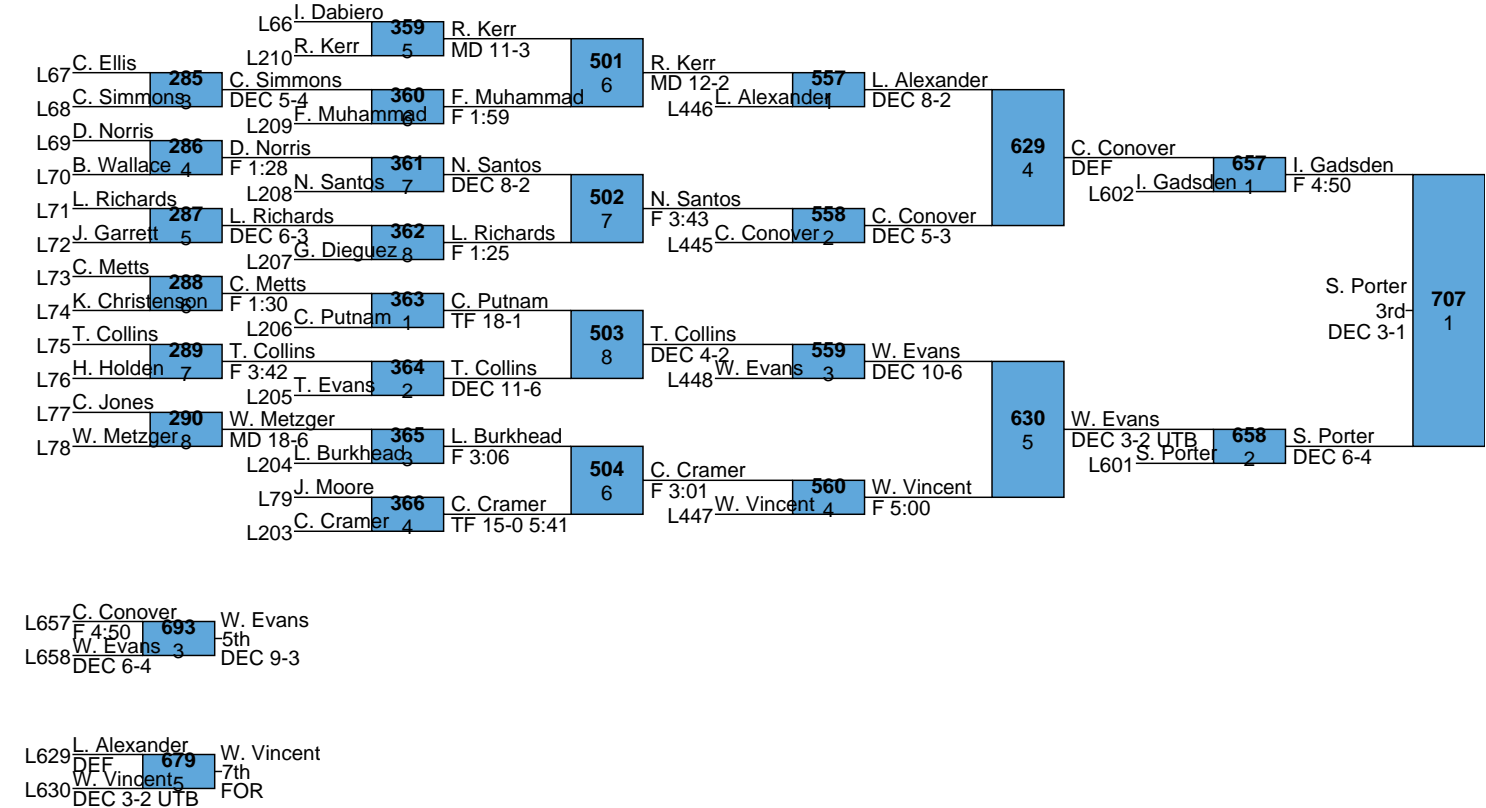 L66 I. Dabiero
359
5
L210 R. Kerr
R. Kerr
MD 11-3
L67 C. Ellis
285
3
L68 C. Simmons
C. Simmons
DEC 5-4
360
6
L209 F. Muhammad
F. Muhammad
F 1:59
501
6
R. Kerr
MD 12-2
L69 D. Norris
286
4
L70 B. Wallace
D. Norris
F 1:28
361
7
L208 N. Santos
N. Santos
DEC 8-2
L71 L. Richards
287
5
L72 J. Garrett
L. Richards
DEC 6-3
362
8
L207 G. Dieguez
L. Richards
F 1:25
502
7
N. Santos
F 3:43
L73 C. Metts
288
6
L74 K. Christenson
C. Metts
F 1:30
363
1
L206 C. Putnam
C. Putnam
TF 18-1
L75 T. Collins
289
7
L76 H. Holden
T. Collins
F 3:42
364
2
L205 T. Evans
T. Collins
DEC 11-6
503
8
T. Collins
DEC 4-2
L77 C. Jones
290
8
L78 W. Metzger
W. Metzger
MD 18-6
365
3
L204 L. Burkhead
L. Burkhead
F 3:06
L79 J. Moore
366
4
L203 C. Cramer
C. Cramer
TF 15-0 5:41
504
6
C. Cramer
F 3:01
557
1
L446 L. Alexander
L. Alexander
DEC 8-2
558
2
L445 C. Conover
C. Conover
DEC 5-3
559
3
L448 W. Evans
W. Evans
DEC 10-6
560
4
L447 W. Vincent
W. Vincent
F 5:00
629
4
C. Conover
DEF
630
5
W. Evans
DEC 3-2 UTB
657
1
L602 I. Gadsden
I. Gadsden
F 4:50
658
2
L601 S. Porter
S. Porter
DEC 6-4
707
1
S. Porter
3rd
DEC 3-1
L657 C. Conover
F 4:50
693
3
L658 W. Evans
DEC 6-4
W. Evans
5th
DEC 9-3
L629 L. Alexander
DEF
679
5
L630 W. Vincent
DEC 3-2 UTB
W. Vincent
7th
FOR